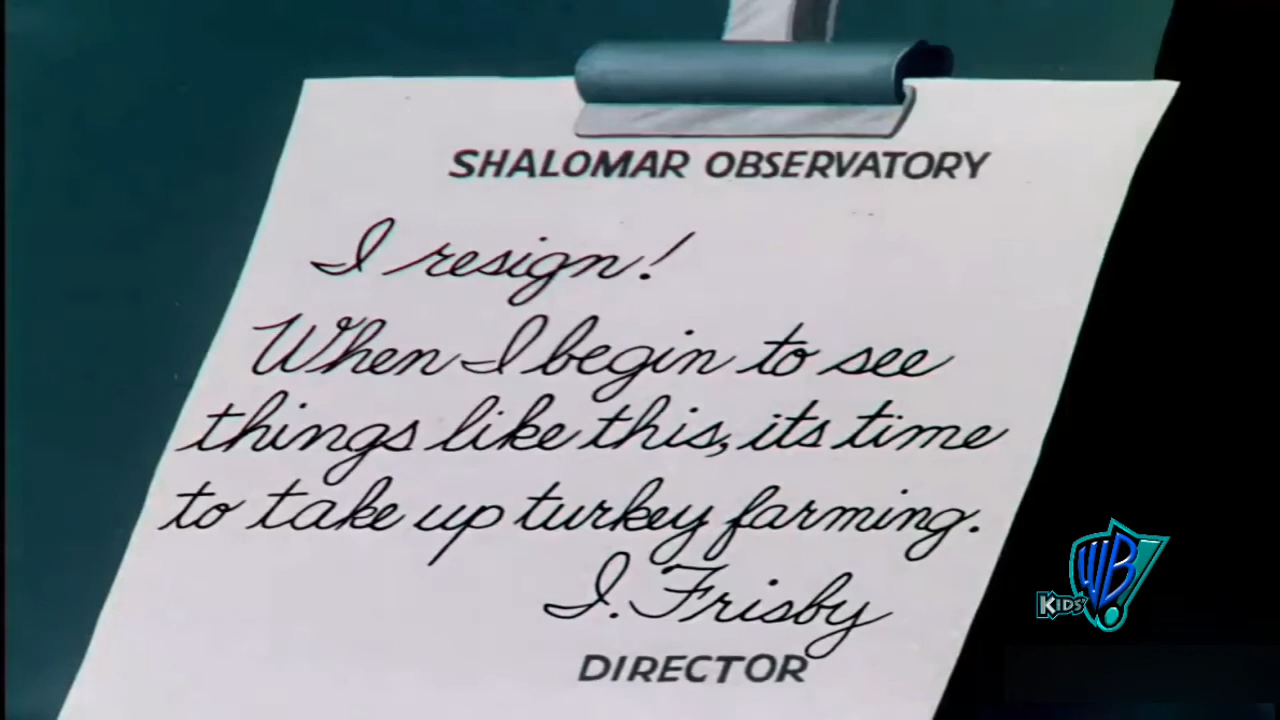 SHALOMAR OBSERVATORY
I resign!
When I begin to see
things like this, its time
to take up turkey farming.
I. Frisby
DIRECTOR
KIDS' WB!